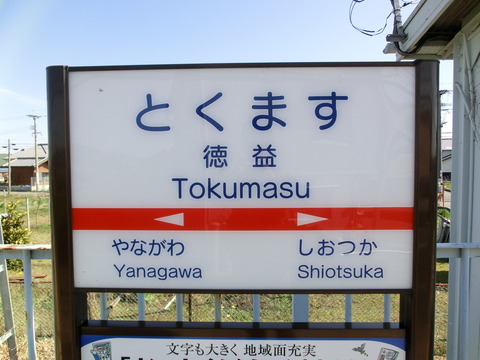 とくます
徳益
Tokumasu
やながわ しおつか
Yanagawa Shiotsuka
文字も大きく 地域面充実